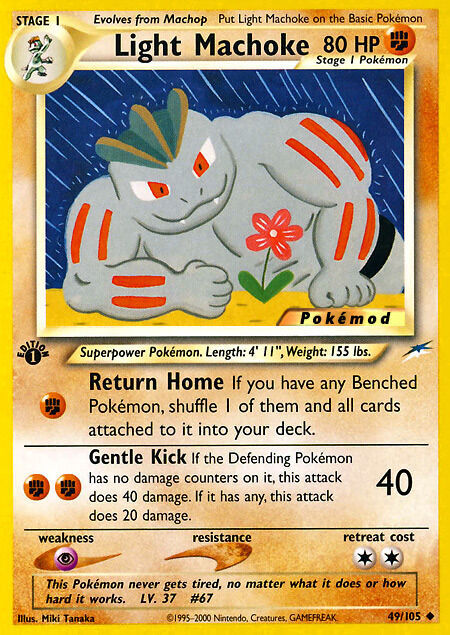 STAGE 1 Evolves from Machop Put Light Machoke on the Basic Pokémon
Light Machoke 80 HP
Stage 1 Pokémon
Pokémod
EDITION
1
Superpower Pokémon. Length: 4' 11", Weight: 155 lbs.
Return Home If you have any Benched
Pokémon, shuffle 1 of them and all cards
attached to it into your deck.
Gentle Kick If the Defending Pokémon
has no damage counters on it, this attack
does 40 damage. If it has any, this attack
does 20 damage.
40
weakness resistance retreat cost
This Pokémon never gets tired, no matter what it does or how
hard it works. LV. 37 #67
Illus. Miki Tanaka ©1995–2000 Nintendo, Creatures, GAMEFREAK. 49/105